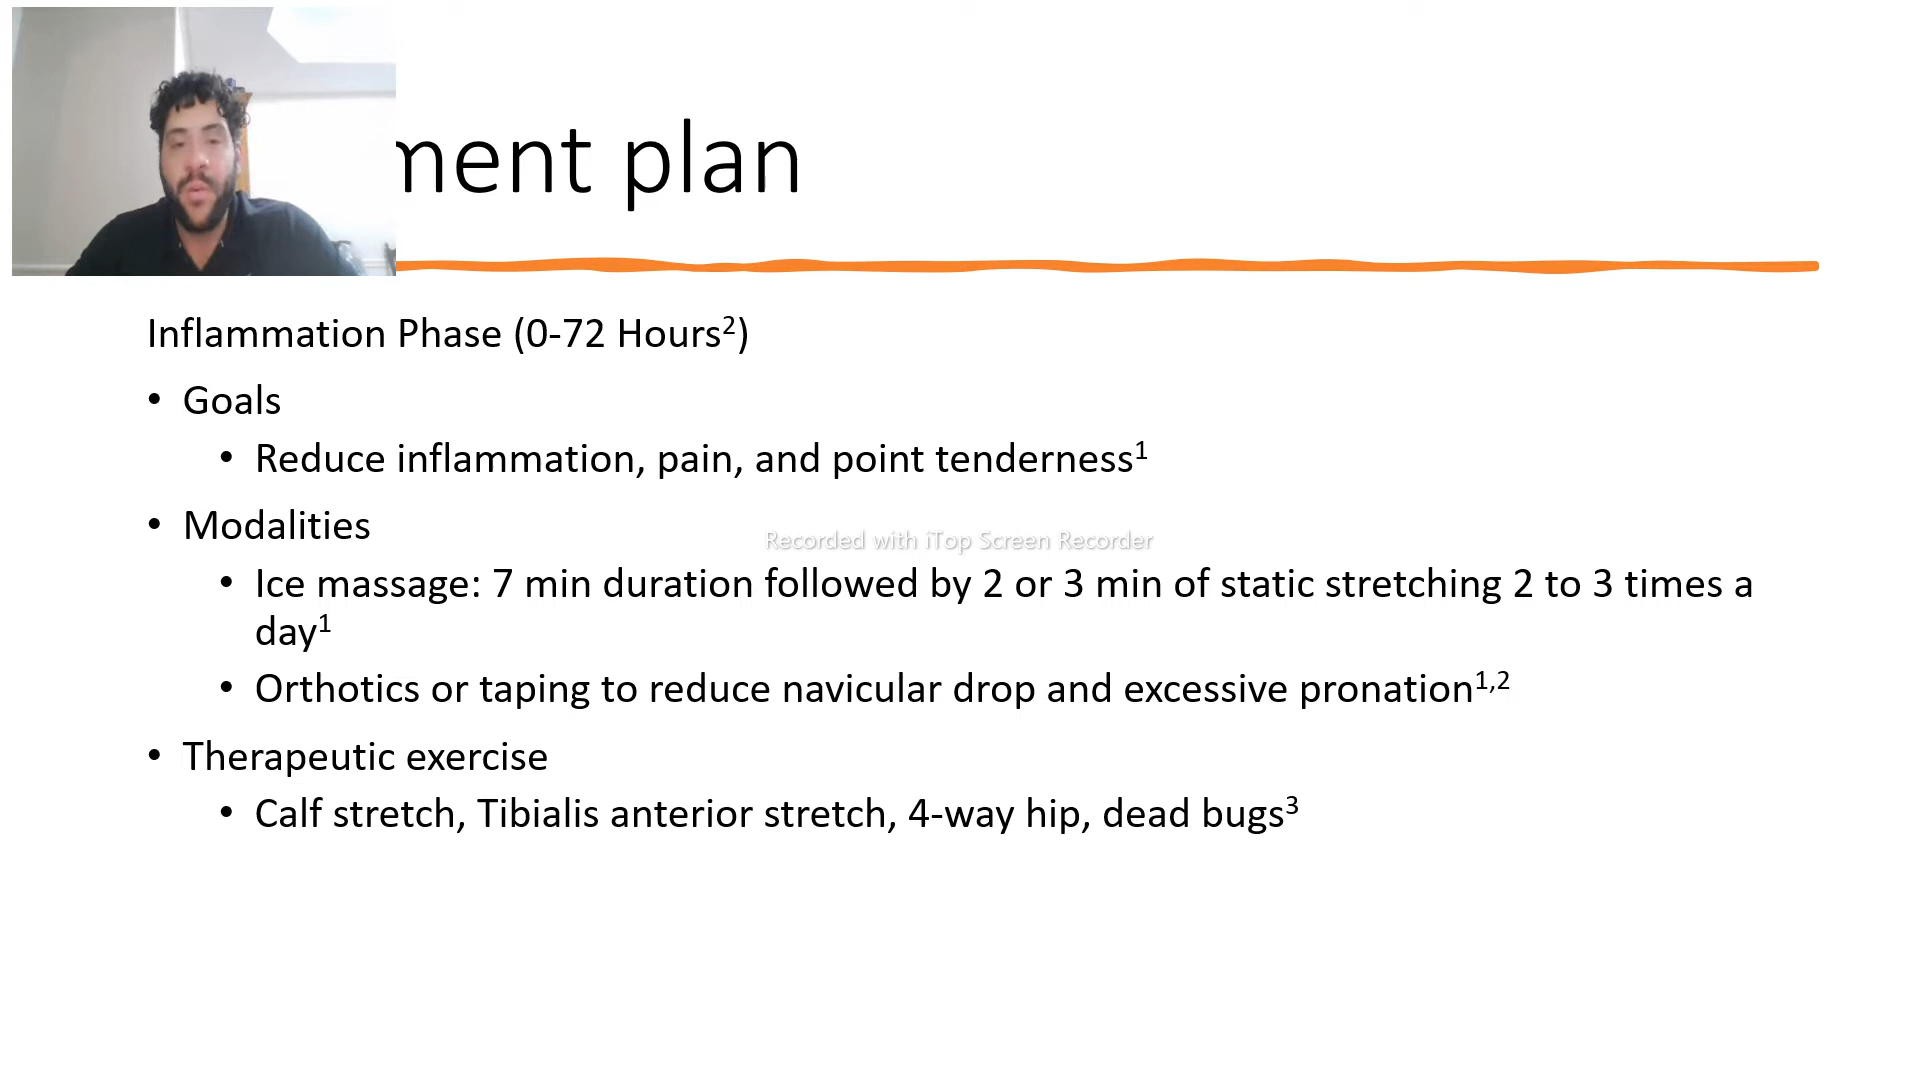 ment plan
Inflammation Phase (0-72 Hours²)
• Goals
• Reduce inflammation, pain, and point tenderness¹
• Modalities
Recorded with iTop Screen Recorder
• Ice massage: 7 min duration followed by 2 or 3 min of static stretching 2 to 3 times a
day¹
• Orthotics or taping to reduce navicular drop and excessive pronation¹,²
• Therapeutic exercise
• Calf stretch, Tibialis anterior stretch, 4-way hip, dead bugs³